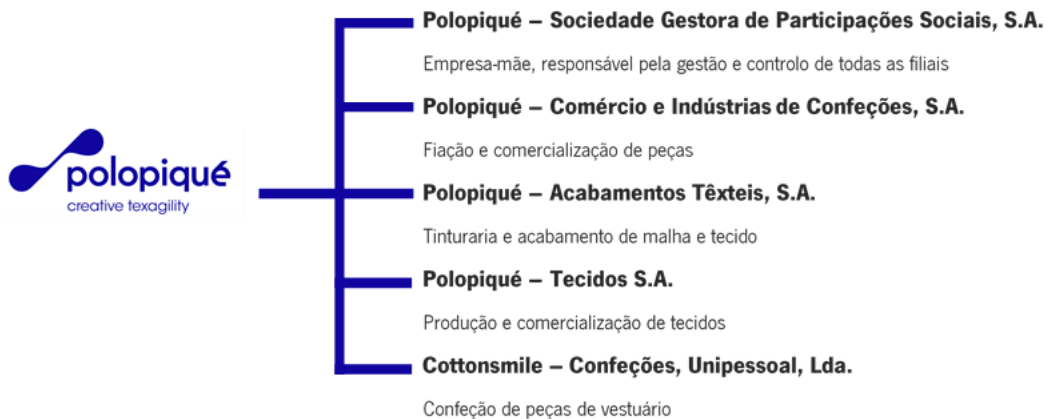 polopiqué
creative texagility
Polopiqué – Sociedade Gestora de Participações Sociais, S.A.
Empresa-mãe, responsável pela gestão e controlo de todas as filiais
Polopiqué – Comércio e Indústrias de Confeções, S.A.
Fiação e comercialização de peças
Polopiqué – Acabamentos Têxteis, S.A.
Tinturaria e acabamento de malha e tecido
Polopiqué – Tecidos S.A.
Produção e comercialização de tecidos
Cottonsmile – Confeções, Unipessoal, Lda.
Confeção de peças de vestuário